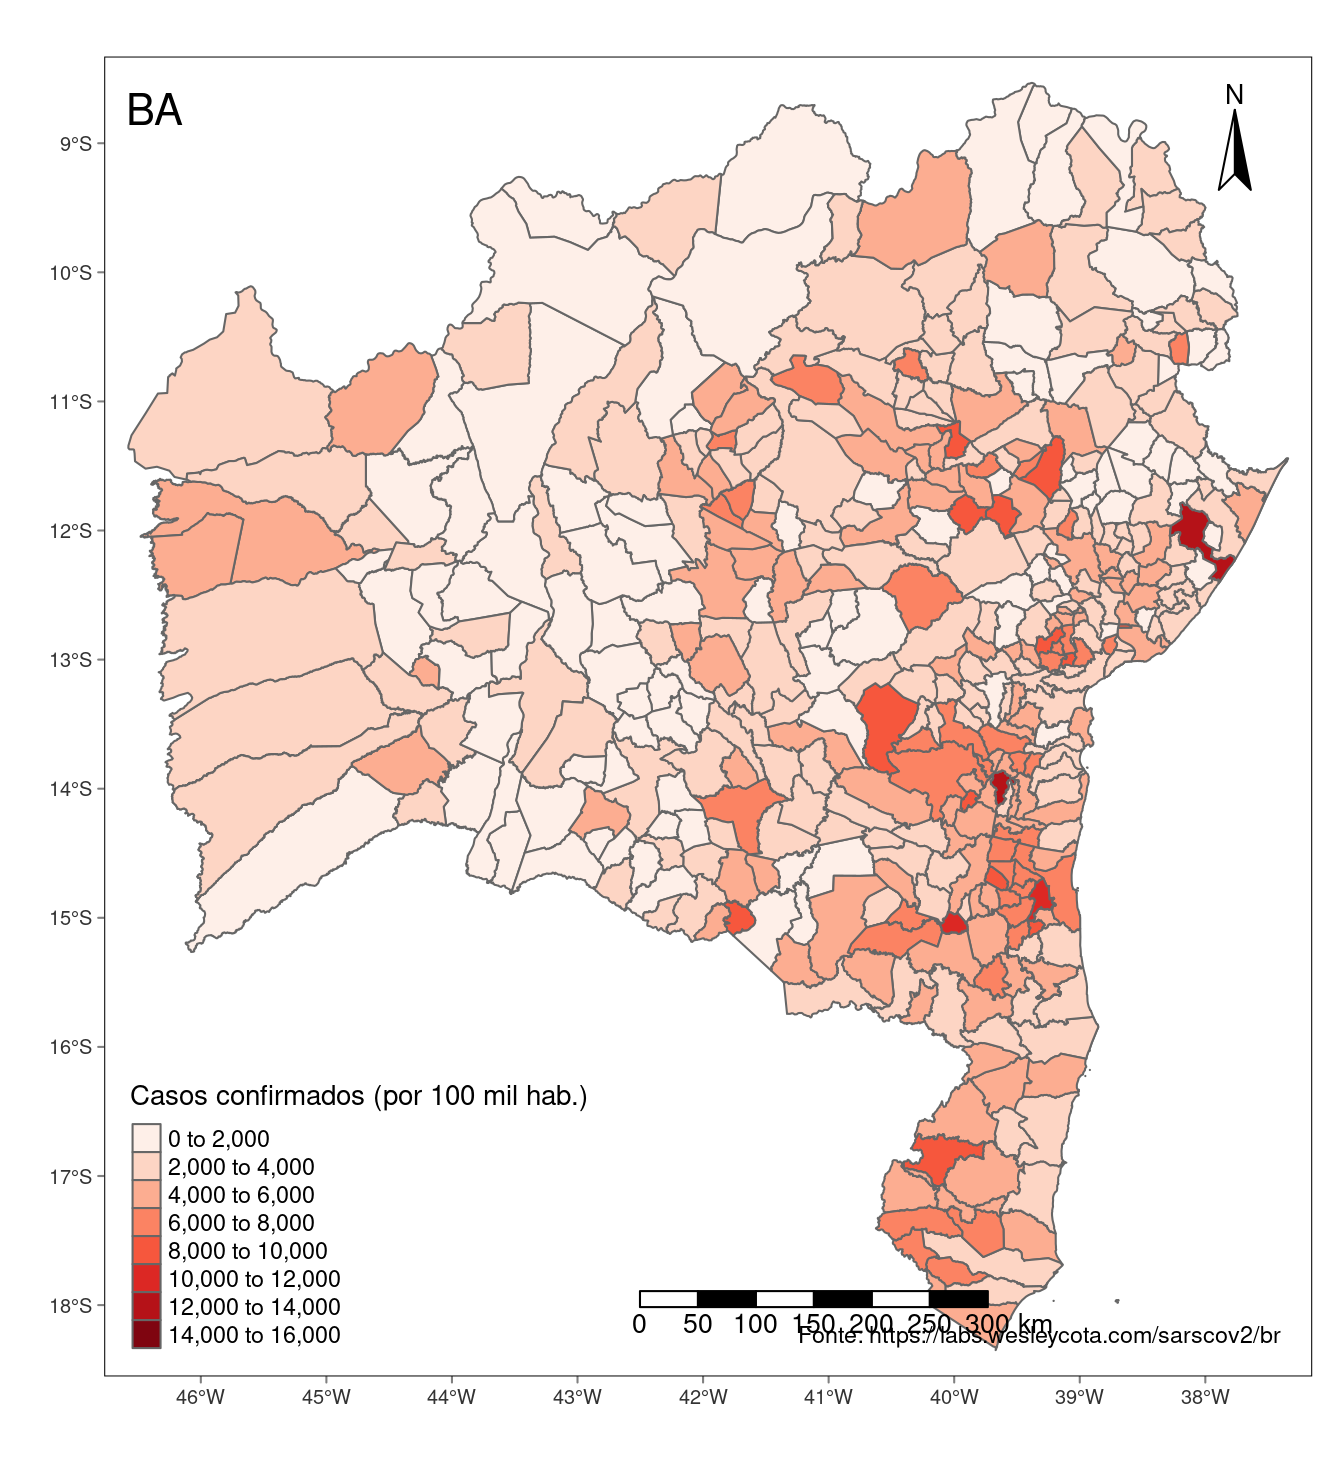 BA
N
9°S
10°S
11°S
12°S
13°S
14°S
15°S
16°S
17°S
18°S
Casos confirmados (por 100 mil hab.)
0 to 2,000
2,000 to 4,000
4,000 to 6,000
6,000 to 8,000
8,000 to 10,000
10,000 to 12,000
12,000 to 14,000
14,000 to 16,000
0 50 100 150 200 250 300 km
Fonte: https://labs.wesleycota.com/sarscov2/br
46°W 45°W 44°W 43°W 42°W 41°W 40°W 39°W 38°W